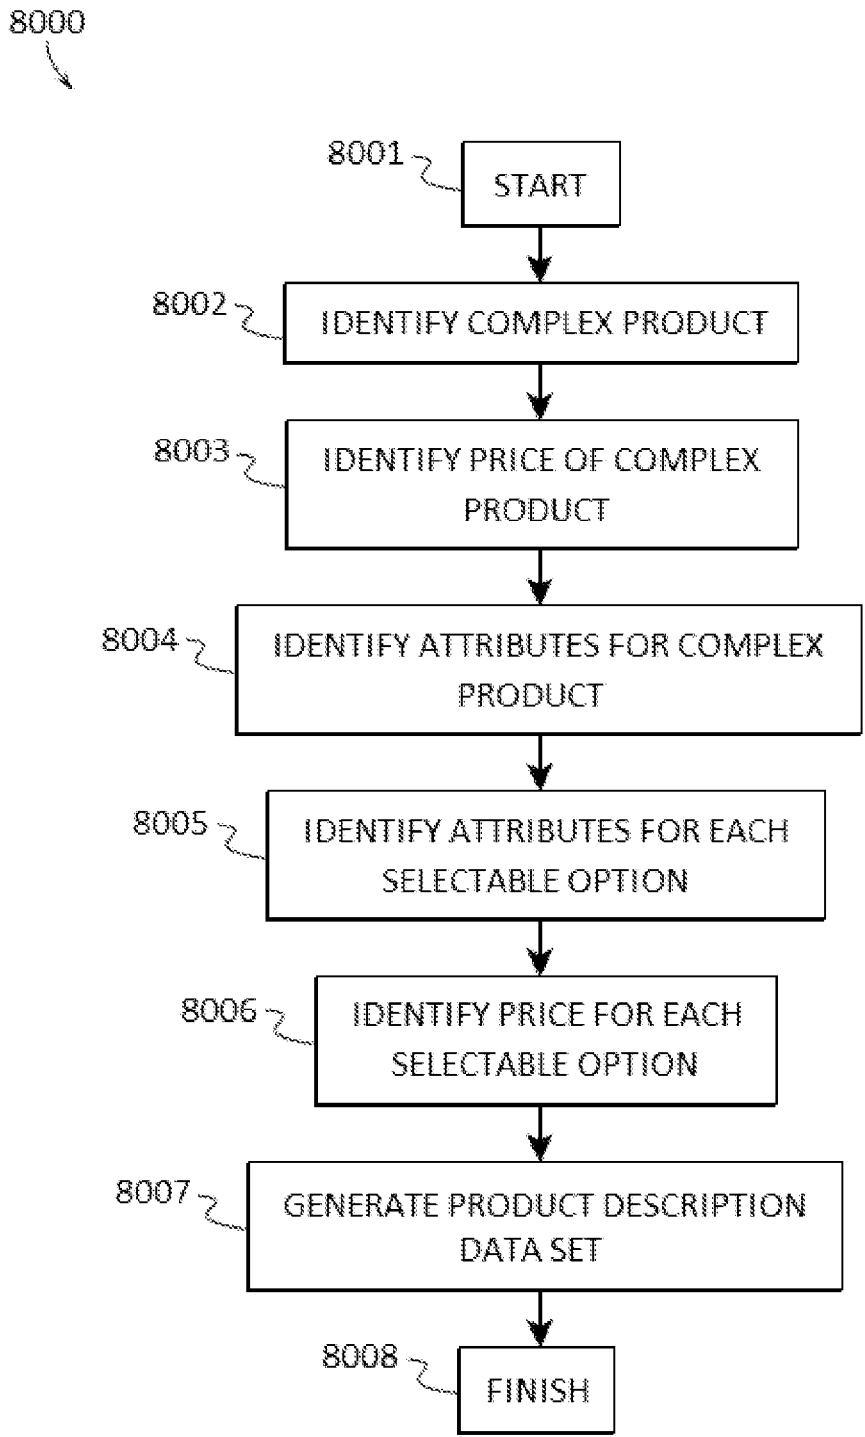 8000
8001
START
8002
IDENTIFY COMPLEX PRODUCT
8003
IDENTIFY PRICE OF COMPLEX
PRODUCT
8004
IDENTIFY ATTRIBUTES FOR COMPLEX
PRODUCT
8005
IDENTIFY ATTRIBUTES FOR EACH
SELECTABLE OPTION
8006
IDENTIFY PRICE FOR EACH
SELECTABLE OPTION
8007
GENERATE PRODUCT DESCRIPTION
DATA SET
8008
FINISH